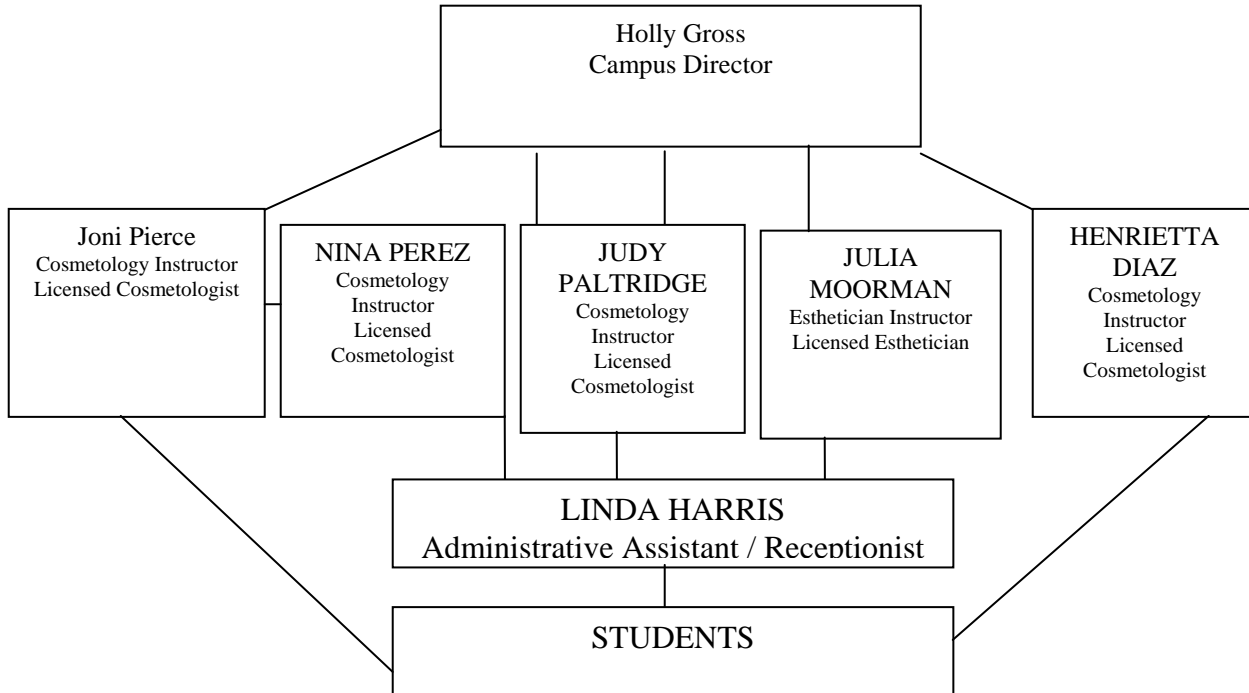 Holly Gross
Campus Director
Joni Pierce
Cosmetology Instructor
Licensed Cosmetologist
NINA PEREZ
Cosmetology
Instructor
Licensed
Cosmetologist
JUDY
PALTRIDGE
Cosmetology
Instructor
Licensed
Cosmetologist
JULIA
MOORMAN
Esthetician Instructor
Licensed Esthetician
HENRIETTA
DIAZ
Cosmetology
Instructor
Licensed
Cosmetologist
LINDA HARRIS
Administrative Assistant / Receptionist
STUDENTS